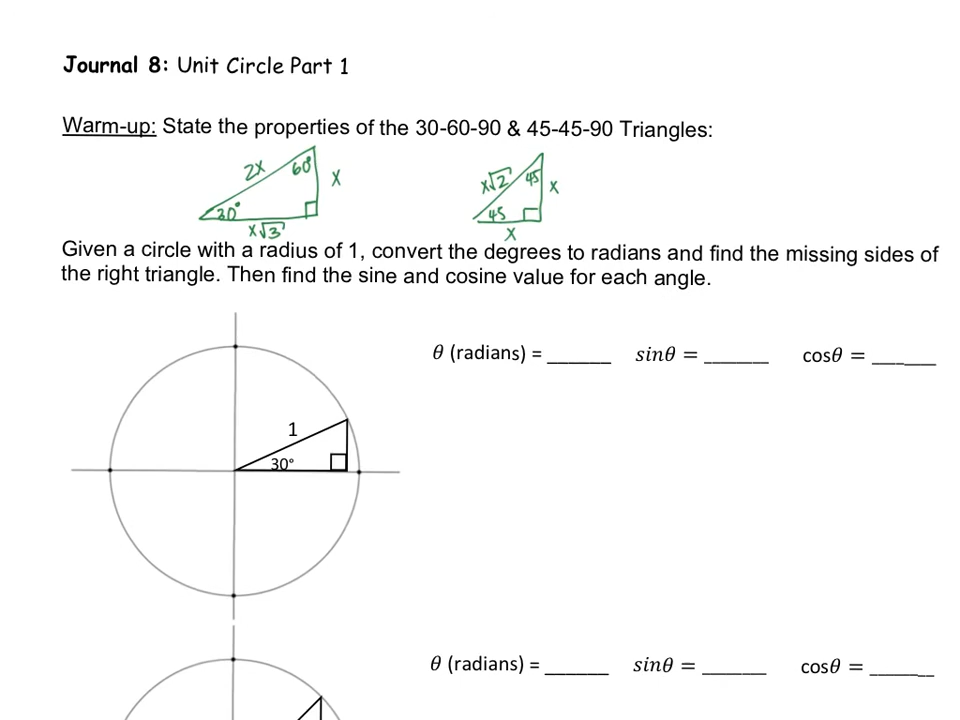 Journal 8: Unit Circle Part 1
Warm-up: State the properties of the 30-60-90 & 45-45-90 Triangles:
2x 60° x 30° x√3
x√2 45 x 45 x
Given a circle with a radius of 1, convert the degrees to radians and find the missing sides of
the right triangle. Then find the sine and cosine value for each angle.
θ (radians) = ______ sinθ = ______ cosθ = ______
1
30°
θ (radians) = ______ sinθ = ______ cosθ = ______